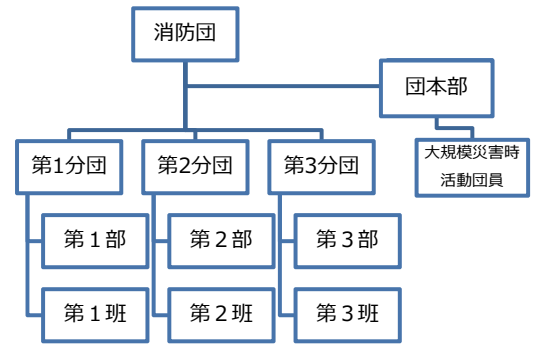 消防団
団本部
大規模災害時
活動団員
第1分団
第2分団
第3分団
第１部
第２部
第３部
第１班
第２班
第３班